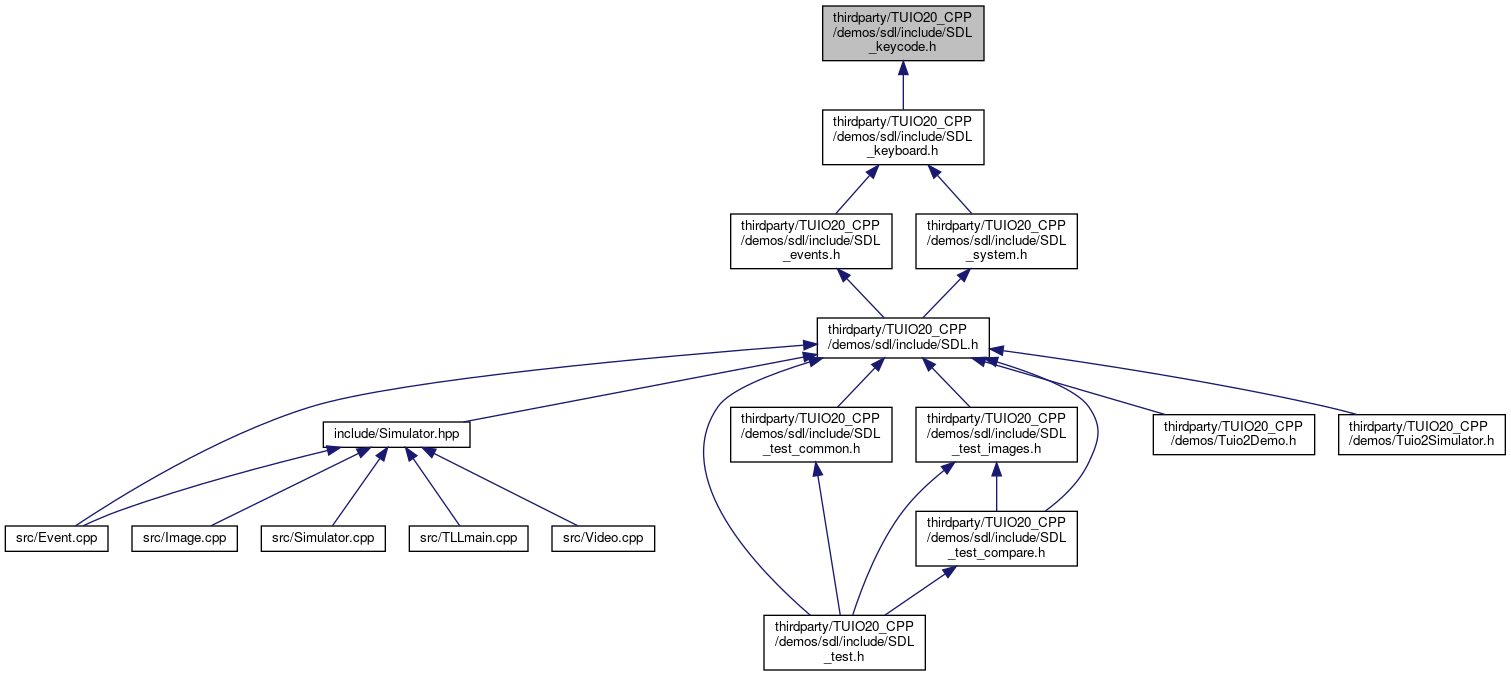 thirdparty/TUIO20_CPP
/demos/sdl/include/SDL
_keycode.h
thirdparty/TUIO20_CPP
/demos/sdl/include/SDL
_keyboard.h
thirdparty/TUIO20_CPP
/demos/sdl/include/SDL
_events.h
thirdparty/TUIO20_CPP
/demos/sdl/include/SDL
_system.h
thirdparty/TUIO20_CPP
/demos/sdl/include/SDL.h
include/Simulator.hpp
thirdparty/TUIO20_CPP
/demos/sdl/include/SDL
_test_common.h
thirdparty/TUIO20_CPP
/demos/sdl/include/SDL
_test_images.h
thirdparty/TUIO20_CPP
/demos/Tuio2Demo.h
thirdparty/TUIO20_CPP
/demos/Tuio2Simulator.h
src/Event.cpp
src/Image.cpp
src/Simulator.cpp
src/TLLmain.cpp
src/Video.cpp
thirdparty/TUIO20_CPP
/demos/sdl/include/SDL
_test_compare.h
thirdparty/TUIO20_CPP
/demos/sdl/include/SDL
_test.h